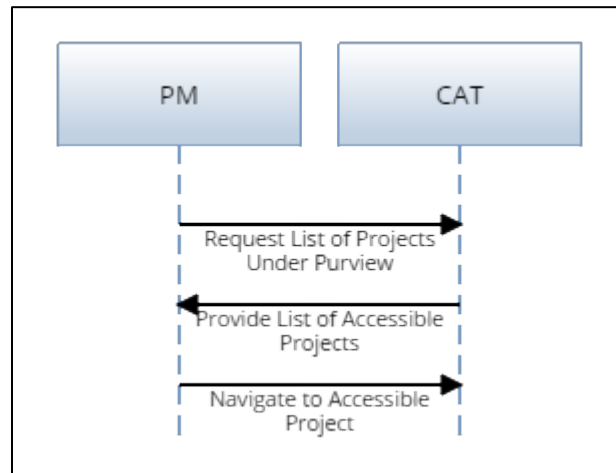 PM
CAT
Request List of Projects
Under Purview
Provide List of Accessible
Projects
Navigate to Accessible
Project